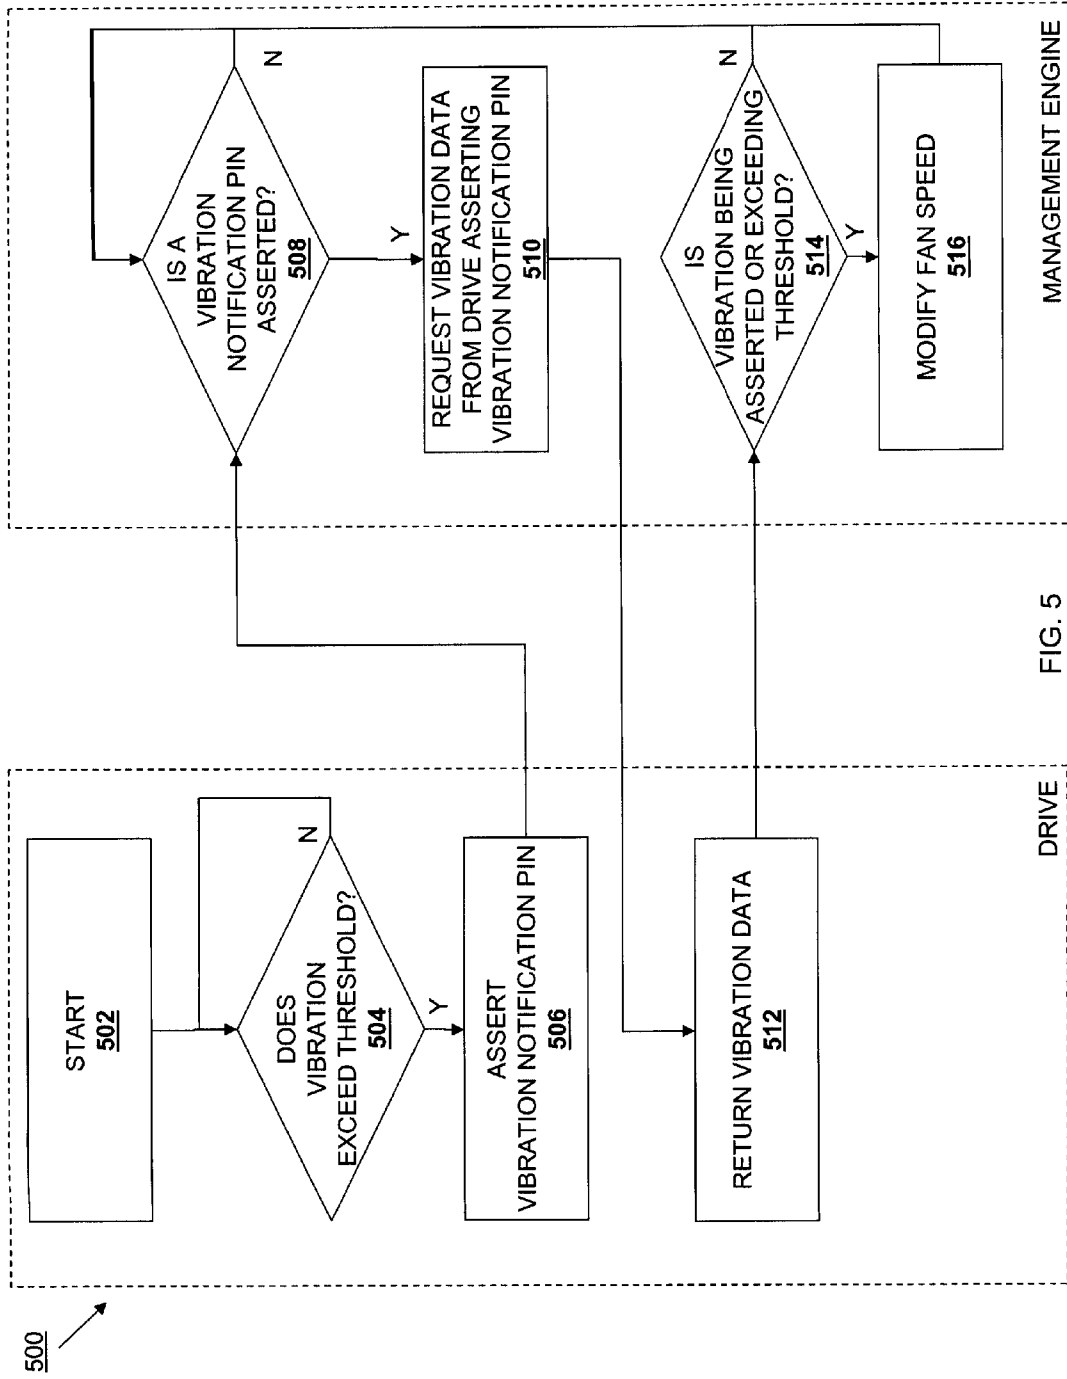 500
START
502
DOES
VIBRATION
EXCEED THRESHOLD?
504
N
Y
ASSERT
VIBRATION NOTIFICATION PIN
506
RETURN VIBRATION DATA
512
DRIVE
FIG. 5
IS A
VIBRATION
NOTIFICATION PIN
ASSERTED?
508
N
Y
REQUEST VIBRATION DATA
FROM DRIVE ASSERTING
VIBRATION NOTIFICATION PIN
510
IS
VIBRATION BEING
ASSERTED OR EXCEEDING
THRESHOLD?
514
N
Y
MODIFY FAN SPEED
516
MANAGEMENT ENGINE